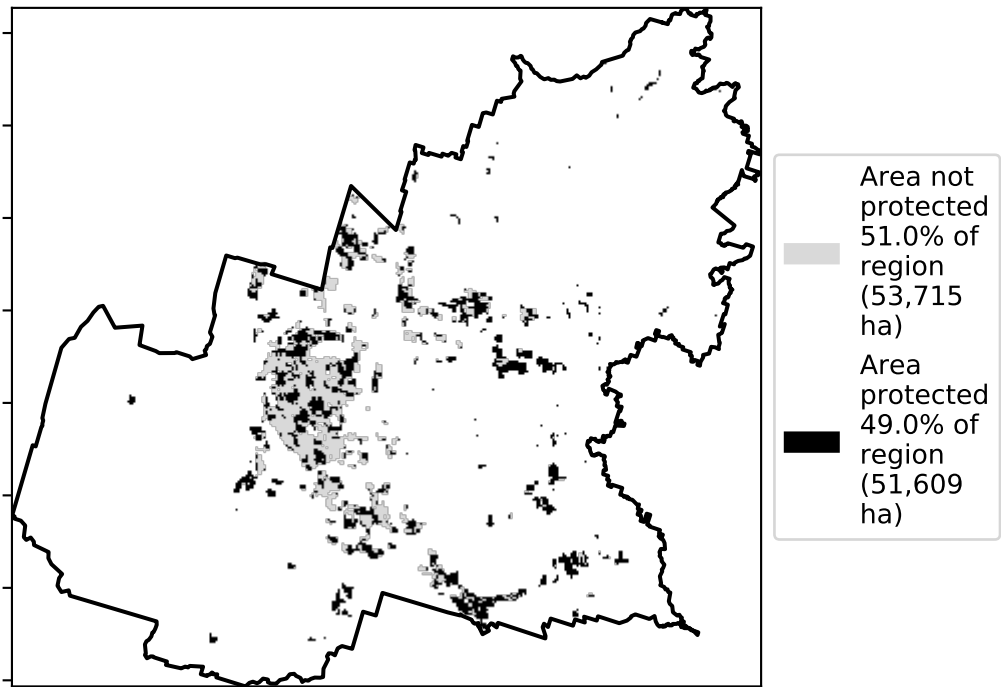 Area not
protected
51.0% of
region
(53,715
ha)
Area
protected
49.0% of
region
(51,609
ha)